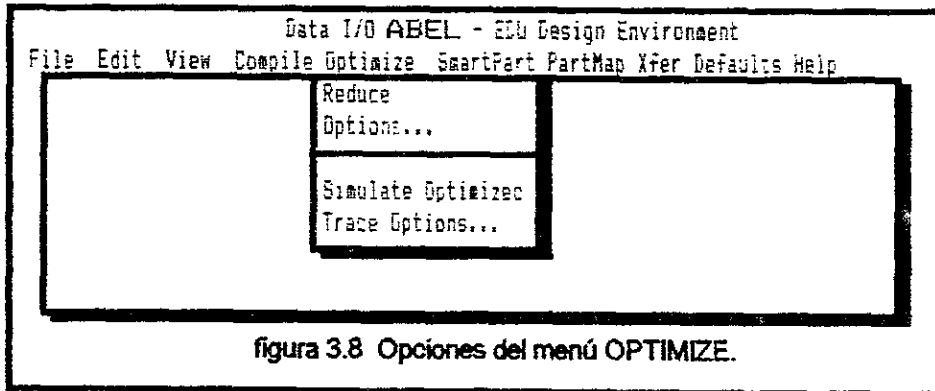 Data I/O ABEL - EDU Design Environment
File Edit View Compile Optimize SmartPart PartMap Xfer Defaults Help
Reduce
Options...
Simulate Optimized
Trace Options...
figura 3.8 Opciones del menú OPTIMIZE.